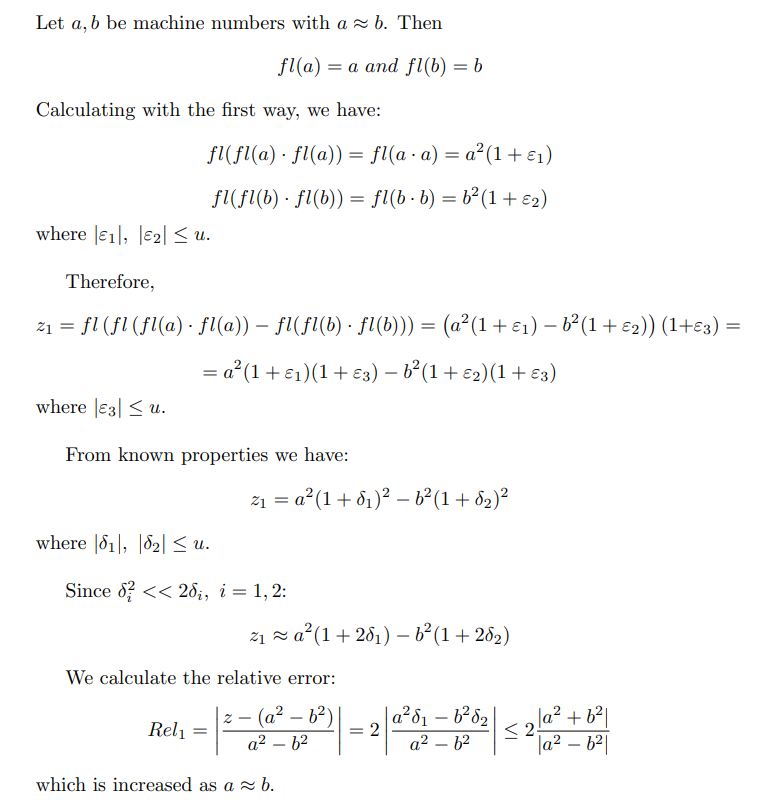 Let a, b be machine numbers with a ≈ b. Then
fl(a) = a and fl(b) = b
Calculating with the first way, we have:
fl(fl(a) · fl(a)) = fl(a · a) = a²(1 + ε₁)
fl(fl(b) · fl(b)) = fl(b · b) = b²(1 + ε₂)
where |ε₁|, |ε₂| ≤ u.
Therefore,
z₁ = fl (fl (fl(a) · fl(a)) − fl(fl(b) · fl(b))) = (a²(1 + ε₁) − b²(1 + ε₂)) (1+ε₃) =
= a²(1 + ε₁)(1 + ε₃) − b²(1 + ε₂)(1 + ε₃)
where |ε₃| ≤ u.
From known properties we have:
z₁ = a²(1 + δ₁)² − b²(1 + δ₂)²
where |δ₁|, |δ₂| ≤ u.
Since δᵢ² << 2δᵢ, i = 1, 2:
z₁ ≈ a²(1 + 2δ₁) − b²(1 + 2δ₂)
We calculate the relative error:
Rel₁ = |(z − (a² − b²))/(a² − b²)| = 2 |(a²δ₁ − b²δ₂)/(a² − b²)| ≤ 2 |a² + b²|/|a² − b²|
which is increased as a ≈ b.